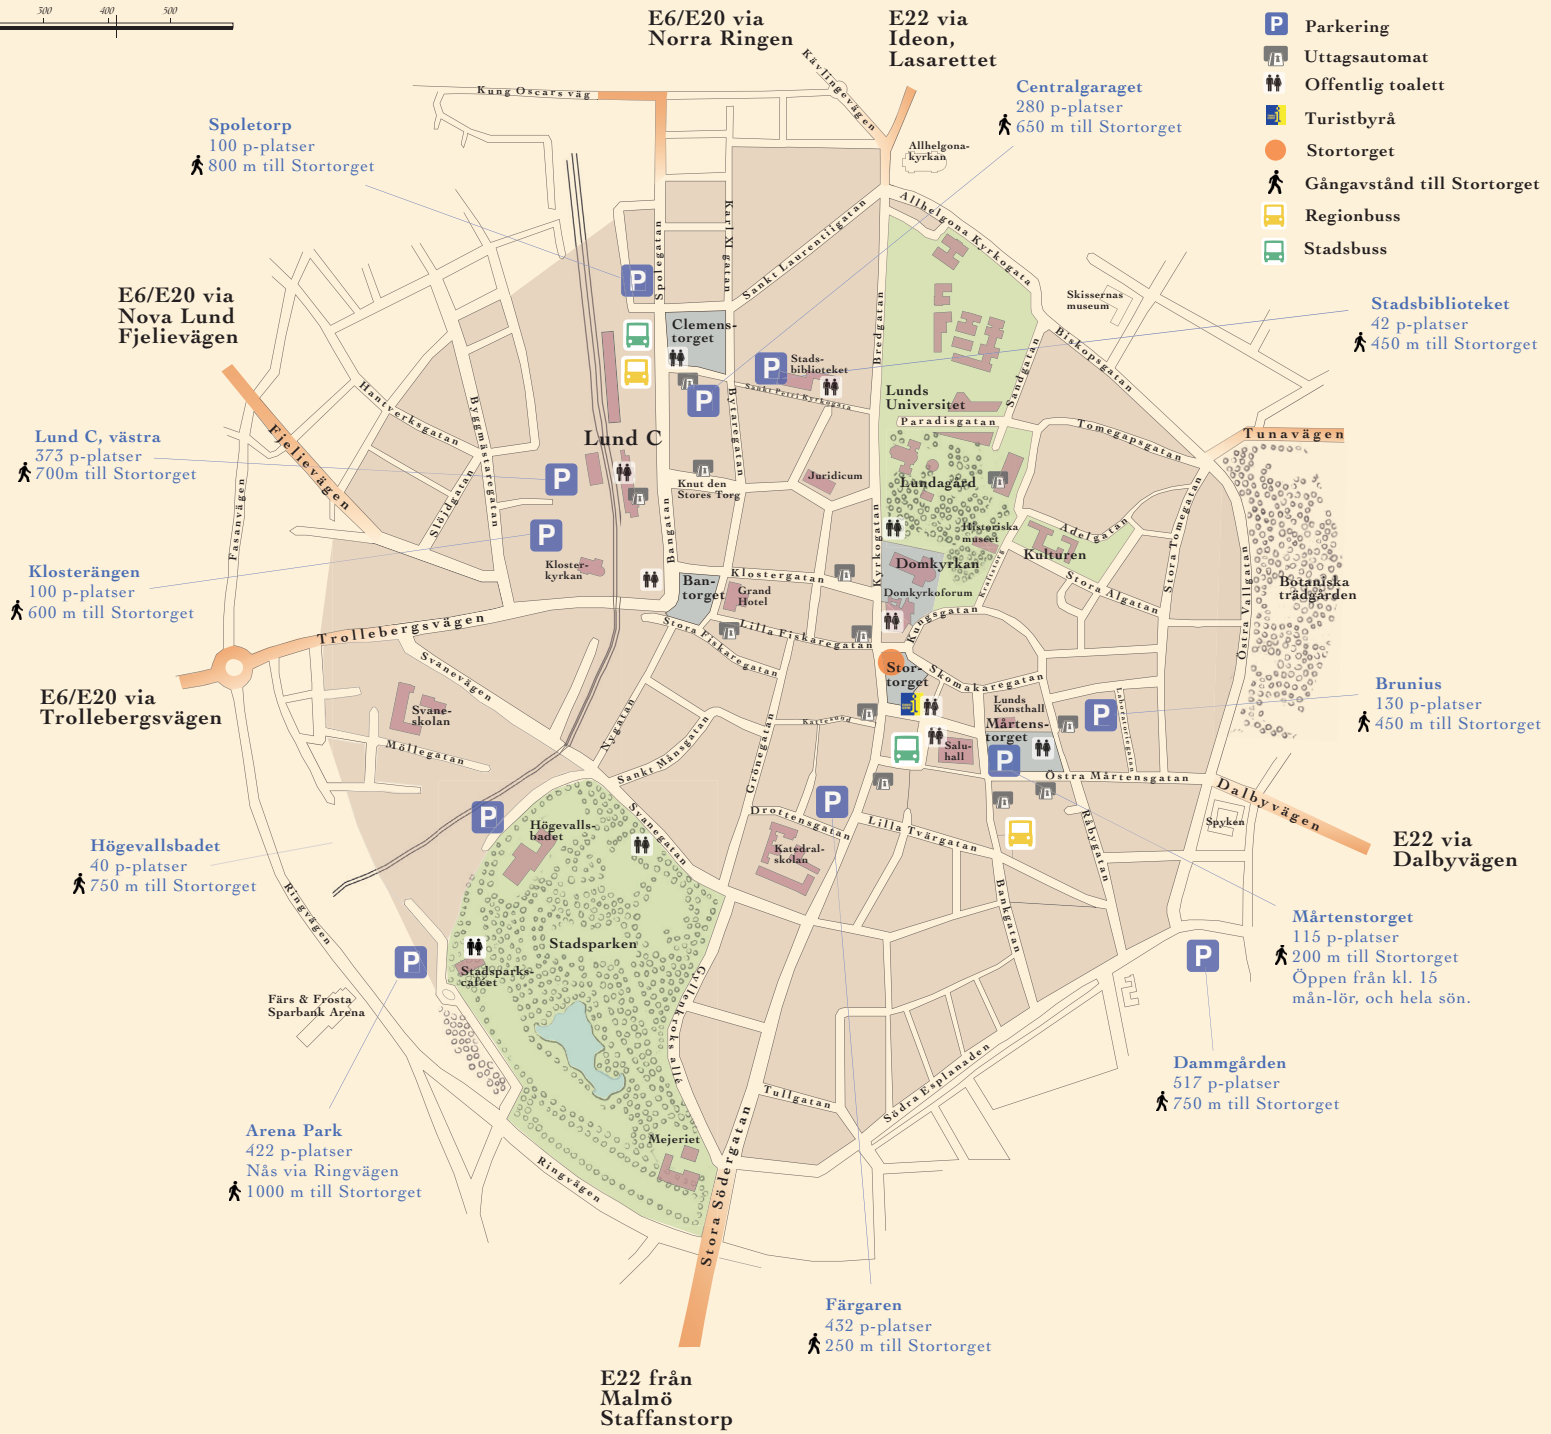 300 400 500
E6/E20 via
Norra Ringen
E22 via
Ideon,
Lasarettet
P Parkering
Uttagsautomat
Offentlig toalett
Turistbyrå
Stortorget
Gångavstånd till Stortorget
Regionbuss
Stadsbuss
Kävlingevägen
Kung Oscars väg
Centralgaraget
280 p-platser
650 m till Stortorget
Spoletorp
100 p-platser
800 m till Stortorget
Allhelgona-
kyrkan
Allhelgona Kyrkogata
Karl XI gatan
Sankt Laurentiigatan
Spolegatan
P
E6/E20 via
Nova Lund
Fjelievägen
Skissernas
museum
Stadsbiblioteket
42 p-platser
450 m till Stortorget
Clemens-
torget
Bredgatan
Biskopsgatan
Sandgatan
P
Stads-
biblioteket
Sankt Petri Kyrkogata
P
Bytaregatan
Lunds
Universitet
Paradisgatan
Hantverksgatan
Byggmästaregatan
Tomegapsgatan
Tunavägen
Lund C
Lund C, västra
373 p-platser
700m till Stortorget
Fjelievägen
P
Knut den
Stores Torg
Juridicum
Lundagård
Slöjdgatan
Fasanvägen
Bangatan
Kyrkogatan
Historiska
museet
Adelgatan
Kulturen
Stora Tomegatan
Östra Vallgatan
P
Kloster-
kyrkan
Klosterängen
100 p-platser
600 m till Stortorget
Klostergatan
Ban-
torget
Grand
Hotel
Domkyrkan
Domkyrkoforum
Kraftstorg
Stora Algatan
Botaniska
trädgården
Kungsgatan
Trollebergsvägen
Stora Fiskaregatan
Lilla Fiskaregatan
Svanevägen
Stor-
torget
Skomakaregatan
E6/E20 via
Trollebergsvägen
Svane-
skolan
Möllegatan
Nygatan
Sankt Månsgatan
Grönegatan
Kattesund
Lunds
Konsthall
Mårtens-
torget
P
P
Laboratoriegatan
Brunius
130 p-platser
450 m till Stortorget
Salu-
hall
Östra Mårtensgatan
Dalbyvägen
Spyken
E22 via
Dalbyvägen
P
Högevalls-
badet
Svanegatan
P
Drottensgatan
Lilla Tvärgatan
Råbygatan
Katedral-
skolan
Högevallsbadet
40 p-platser
750 m till Stortorget
Bankgatan
Ringvägen
Stadsparken
P
Stadsparks-
caféet
Gyllenkroks allé
P
Mårtenstorget
115 p-platser
200 m till Stortorget
Öppen från kl. 15
mån-lör, och hela sön.
Färs & Frosta
Sparbank Arena
Södra Esplanaden
Dammgården
517 p-platser
750 m till Stortorget
Tullgatan
Mejeriet
Arena Park
422 p-platser
Nås via Ringvägen
1000 m till Stortorget
Ringvägen
Stora Södergatan
Färgaren
432 p-platser
250 m till Stortorget
E22 från
Malmö
Staffanstorp